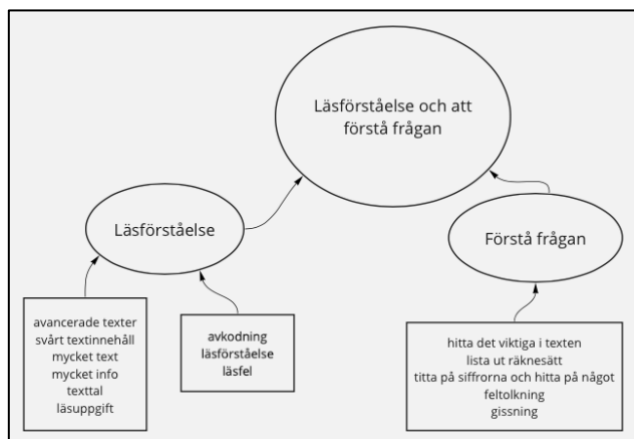 Läsförståelse och att
förstå frågan
Läsförståelse
Förstå frågan
avancerade texter
svårt textinnehåll
mycket text
mycket info
texttal
läsuppgift
avkodning
läsförståelse
läsfel
hitta det viktiga i texten
lista ut räknesätt
titta på siffrorna och hitta på något
feltolkning
gissning